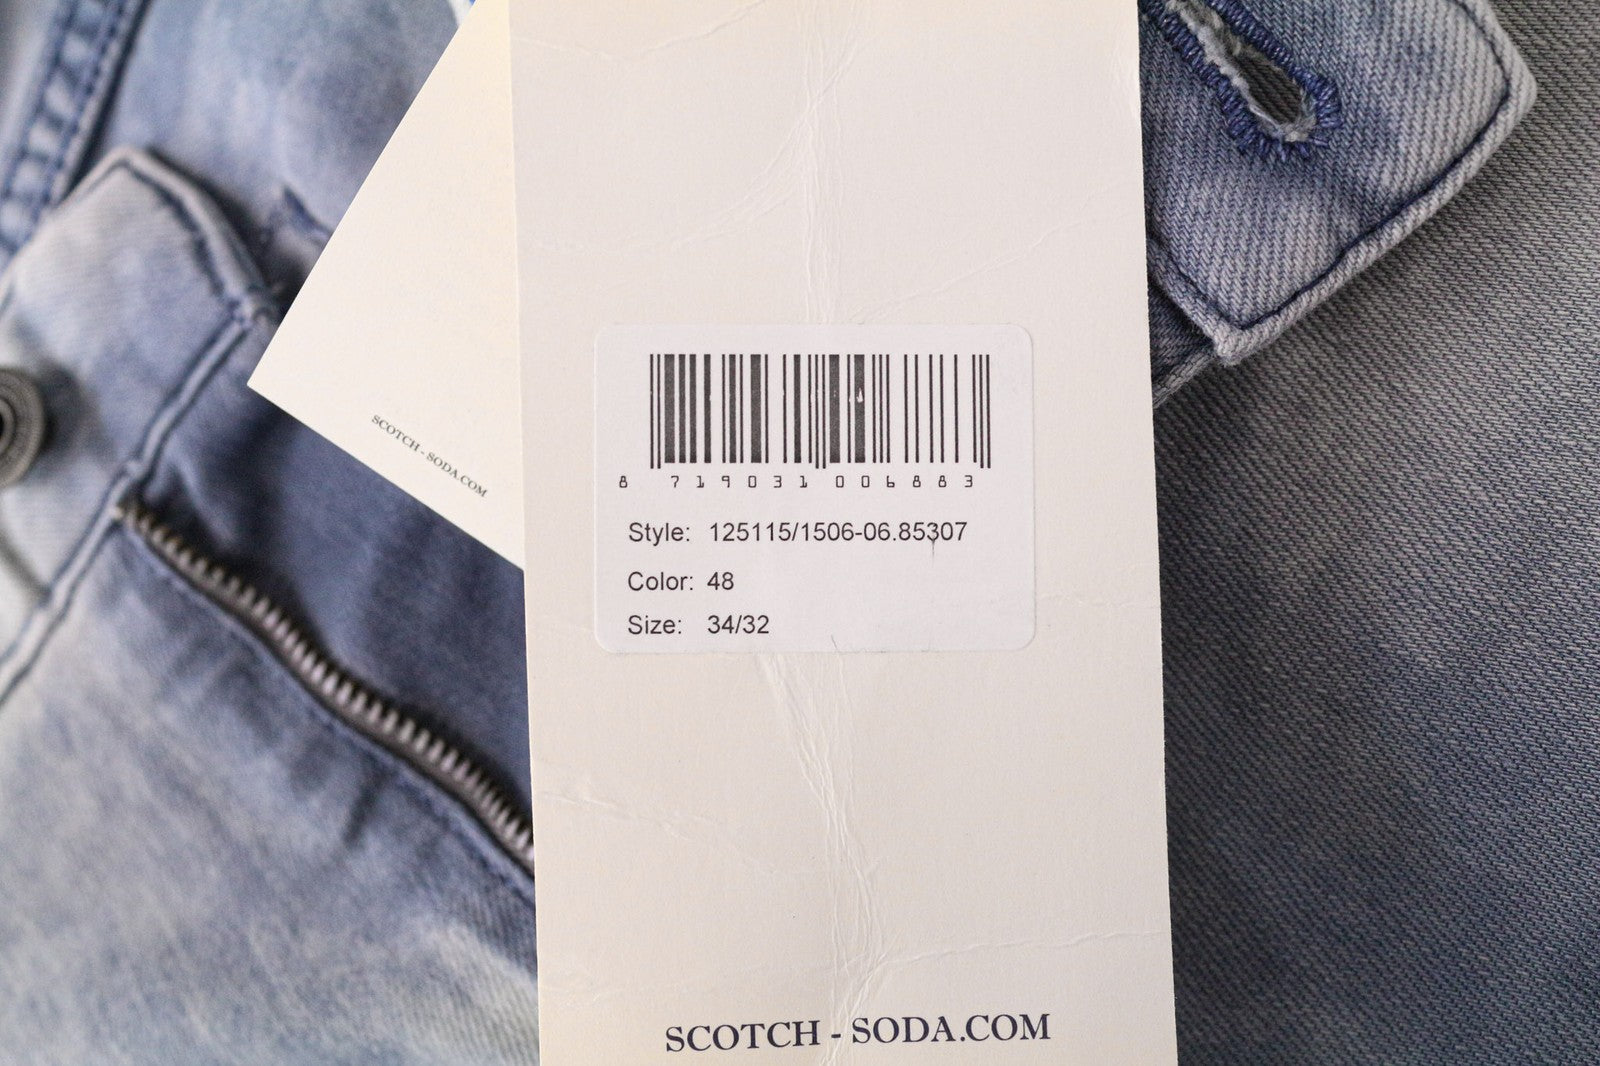 8 719031 006883
Style: 125115/1506-06.85307
Color: 48
Size: 34/32
SCOTCH - SODA.COM
SCOTCH - SODA.COM